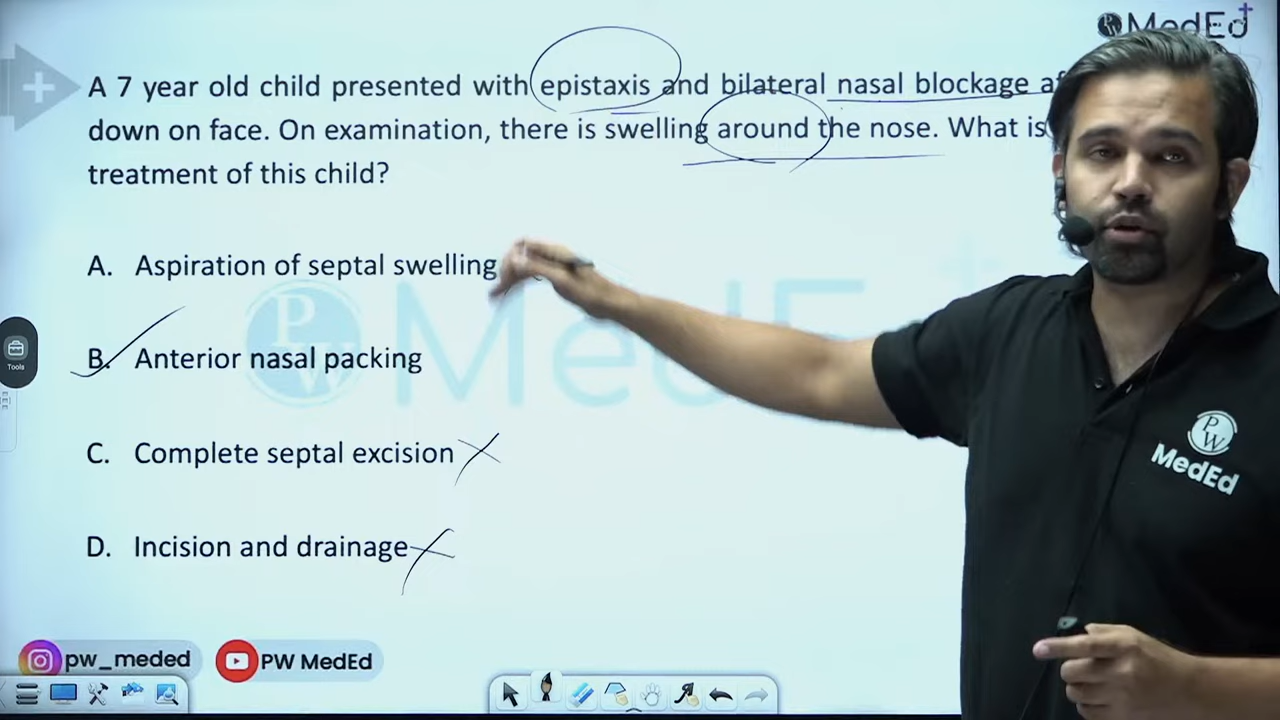 MedEd
A 7 year old child presented with epistaxis and bilateral nasal blockage af
down on face. On examination, there is swelling around the nose. What is
treatment of this child?
A. Aspiration of septal swelling
B. Anterior nasal packing
C. Complete septal excision
D. Incision and drainage
PW MedEd
Tools
PW
MedEd
pw_meded
PW MedEd